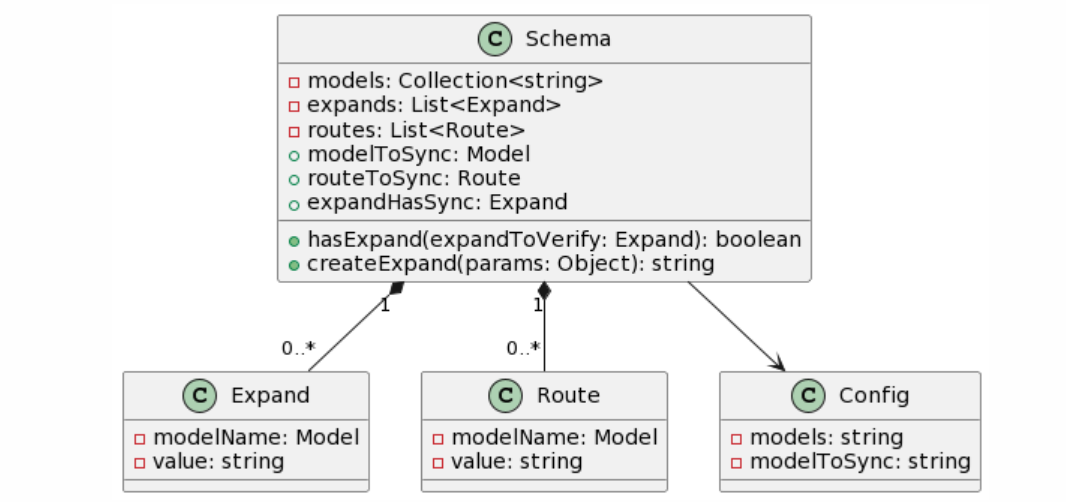 C Schema
models: Collection<string>
expands: List<Expand>
routes: List<Route>
modelToSync: Model
routeToSync: Route
expandHasSync: Expand
hasExpand(expandToVerify: Expand): boolean
createExpand(params: Object): string
1 1
0..* 0..*
C Expand
modelName: Model
value: string
C Route
modelName: Model
value: string
C Config
models: string
modelToSync: string